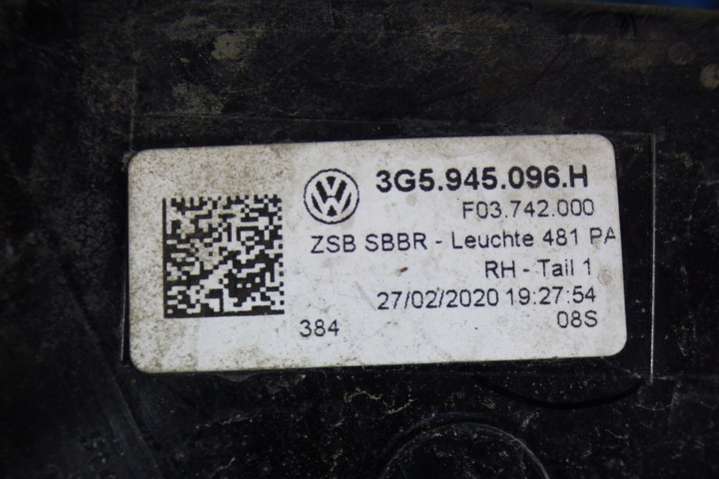 3G5.945.096.H
F03.742.000
ZSB SBBR - Leuchte 481 PA
RH - Tail 1
27/02/2020 19:27:54
384 08S